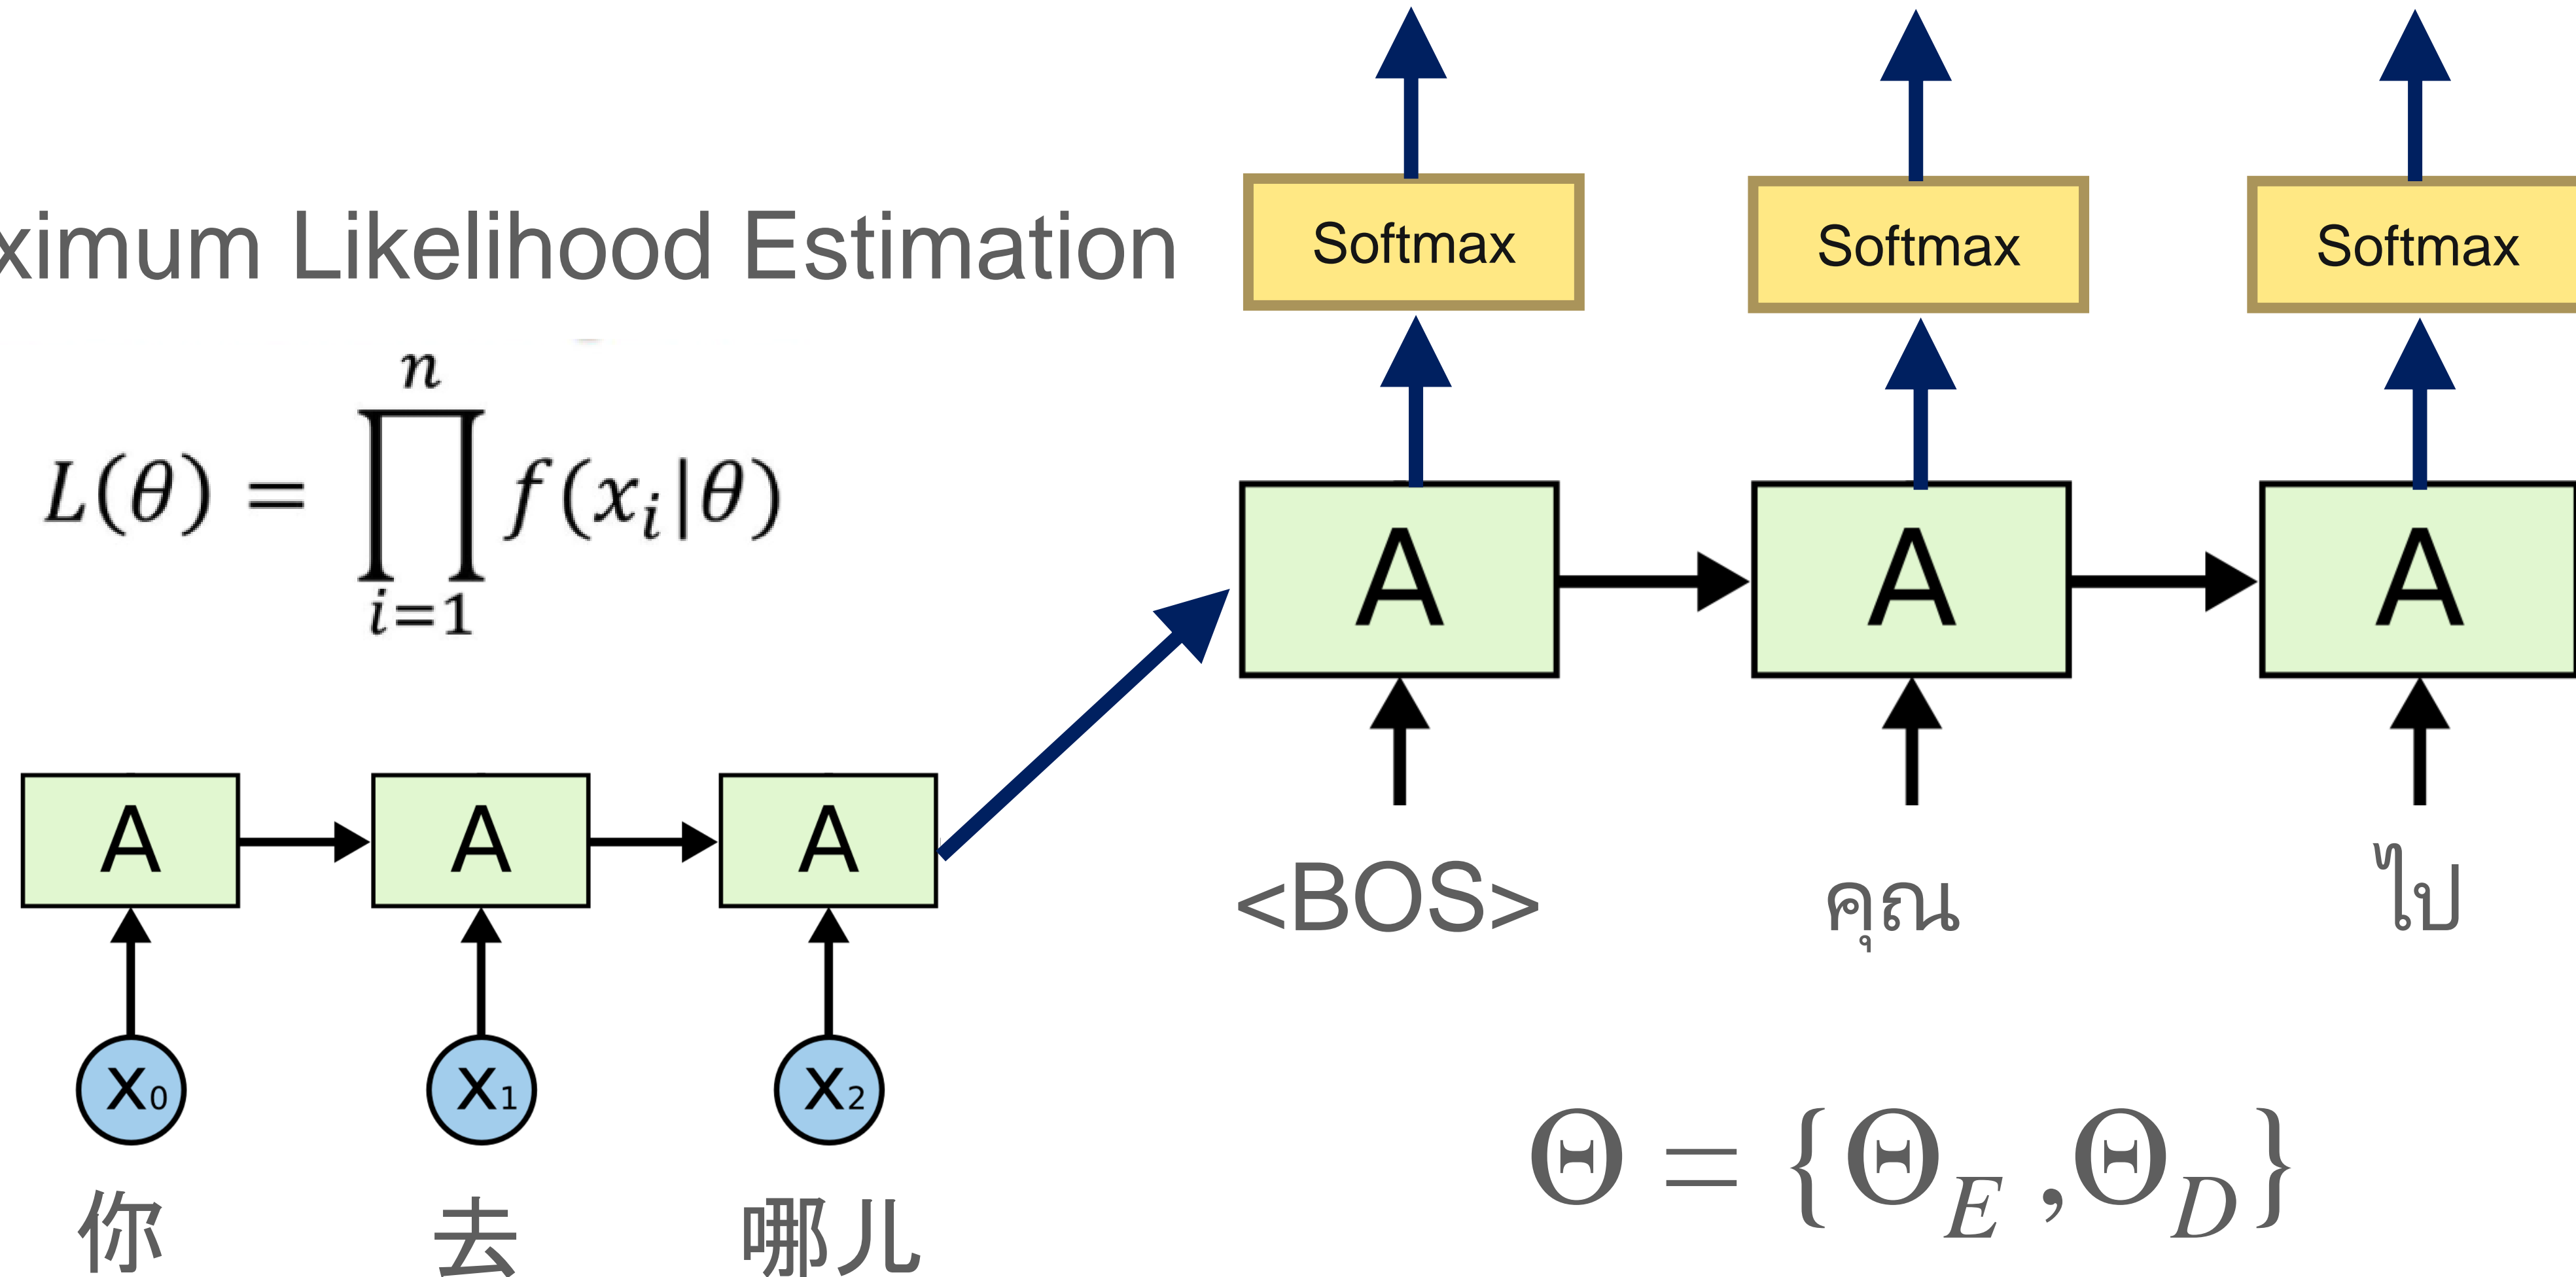 ximum Likelihood Estimation
Softmax Softmax Softmax
L(θ) = ∏ⁿᵢ₌₁ f(xᵢ|θ)
A A A
A A A
<BOS> คุณ ไป
x₀ x₁ x₂
Θ = {Θ_E ,Θ_D}
你 去 哪儿